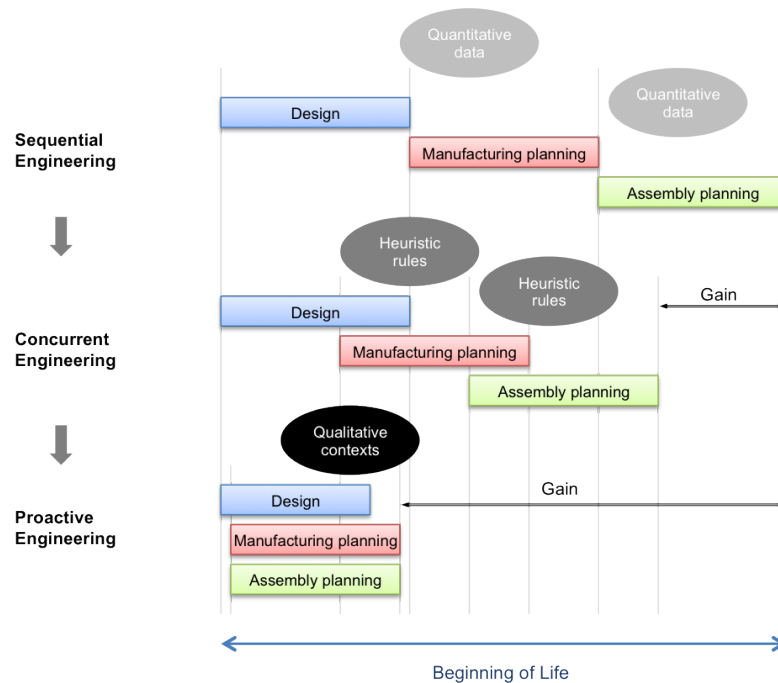 Quantitative
data
Quantitative
data
Design
Sequential
Engineering
Manufacturing planning
Assembly planning
Heuristic
rules
Heuristic
rules
Gain
Design
Concurrent
Engineering
Manufacturing planning
Assembly planning
Qualitative
contexts
Gain
Design
Proactive
Engineering
Manufacturing planning
Assembly planning
Beginning of Life